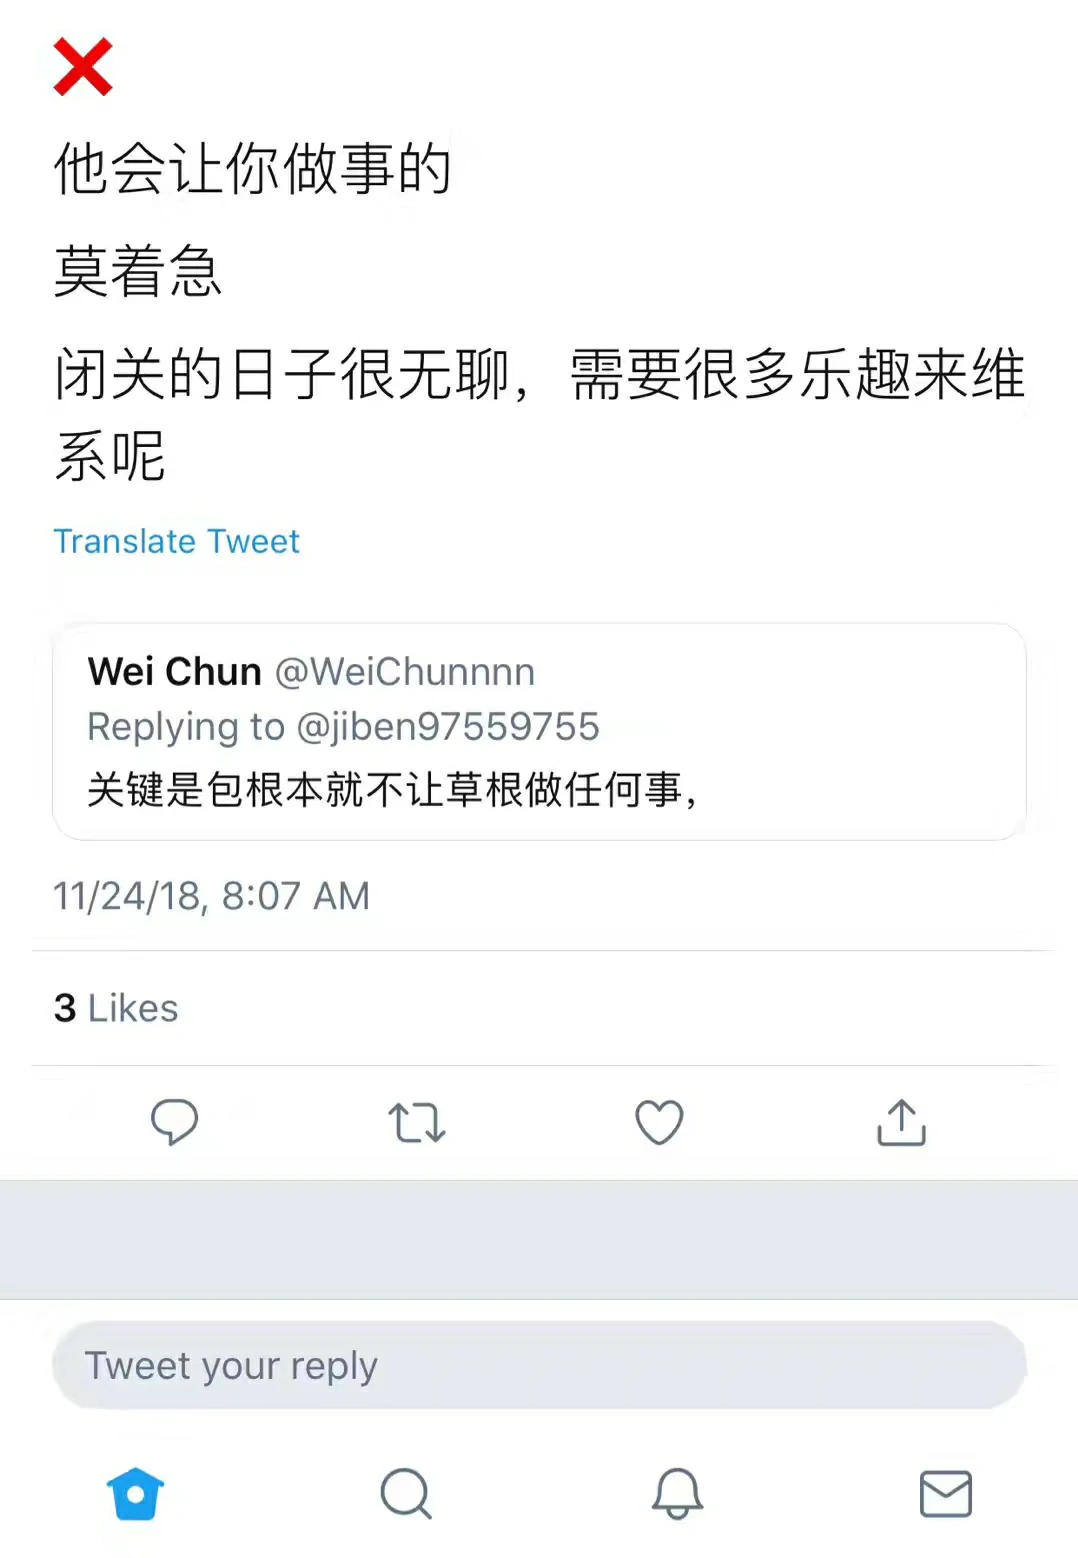 他会让你做事的
莫着急
闭关的日子很无聊，需要很多乐趣来维
系呢
Translate Tweet
Wei Chun @WeiChunnnn
Replying to @jiben97559755
关键是包根本就不让草根做任何事，
11/24/18, 8:07 AM
3 Likes
Tweet your reply